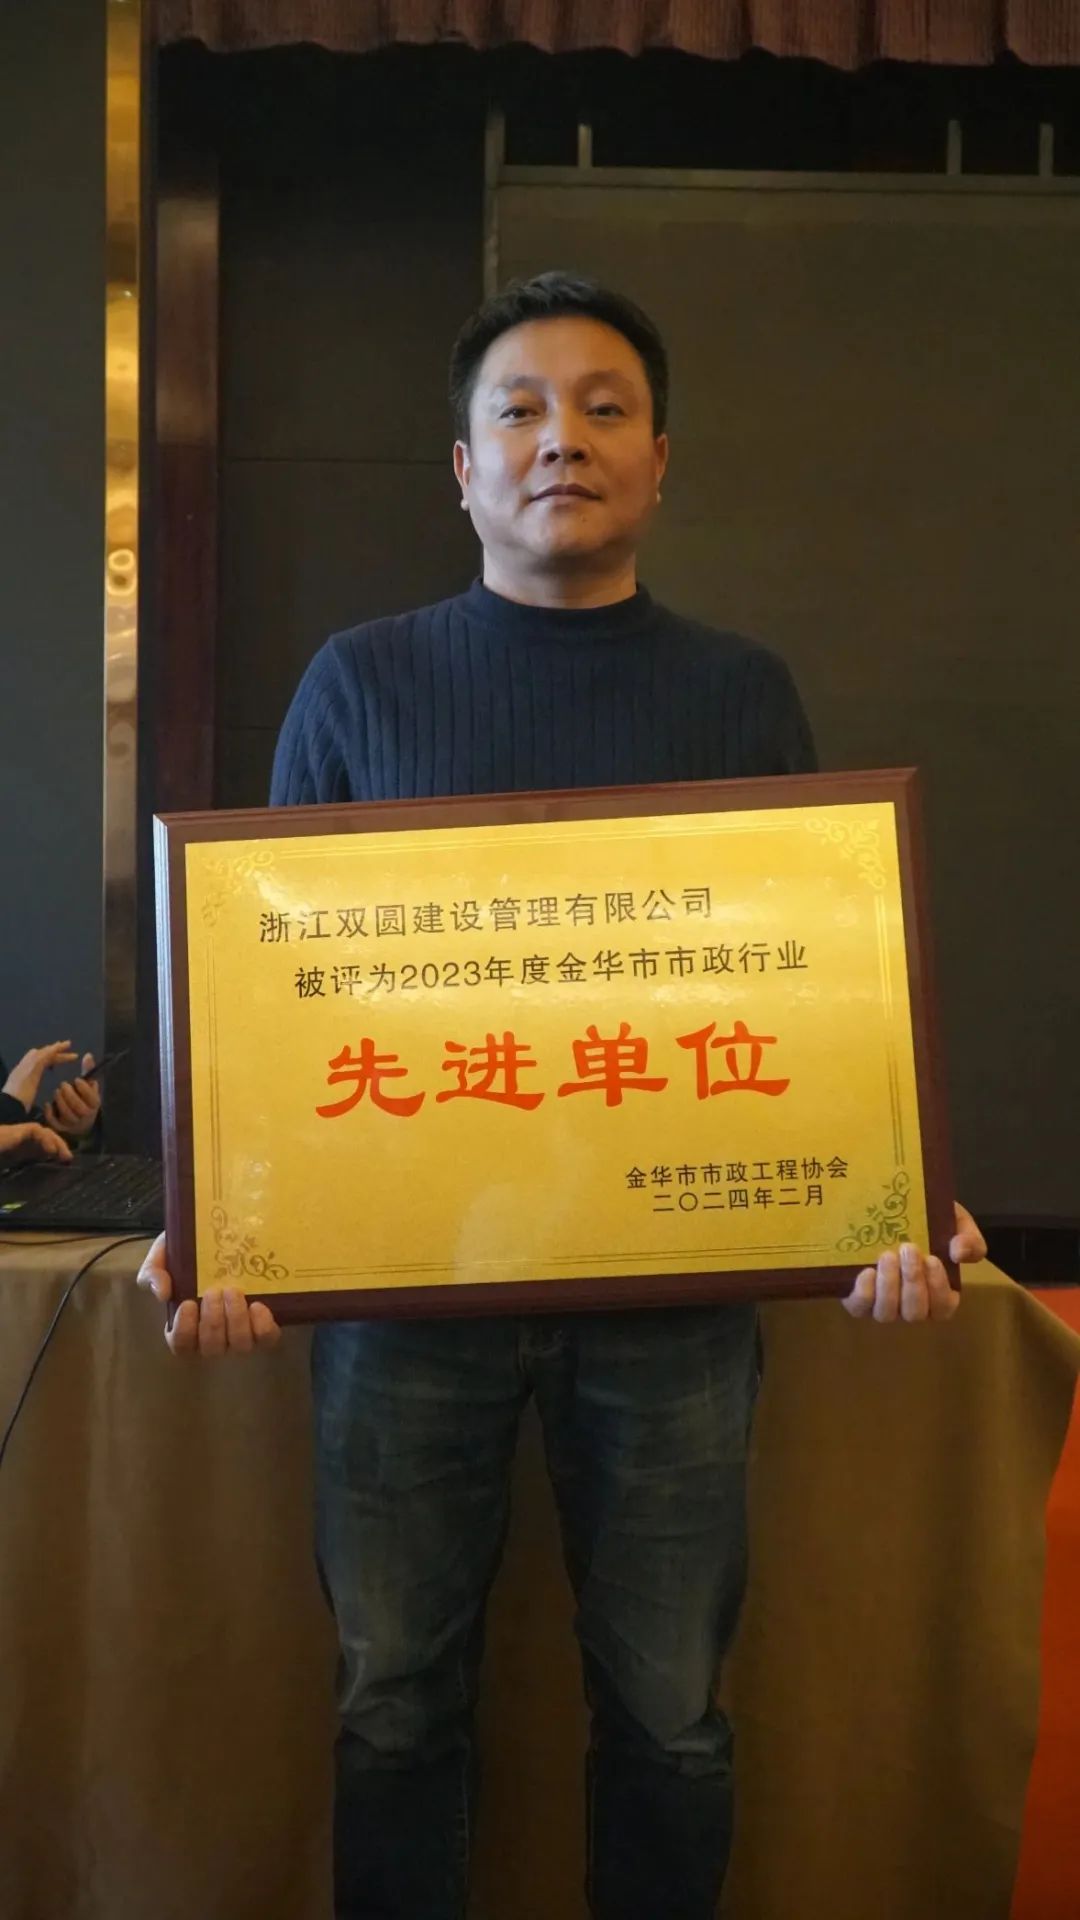 浙江双圆建设管理有限公司
被评为2023年度金华市市政行业
先进单位
金华市市政工程协会
二〇二四年二月